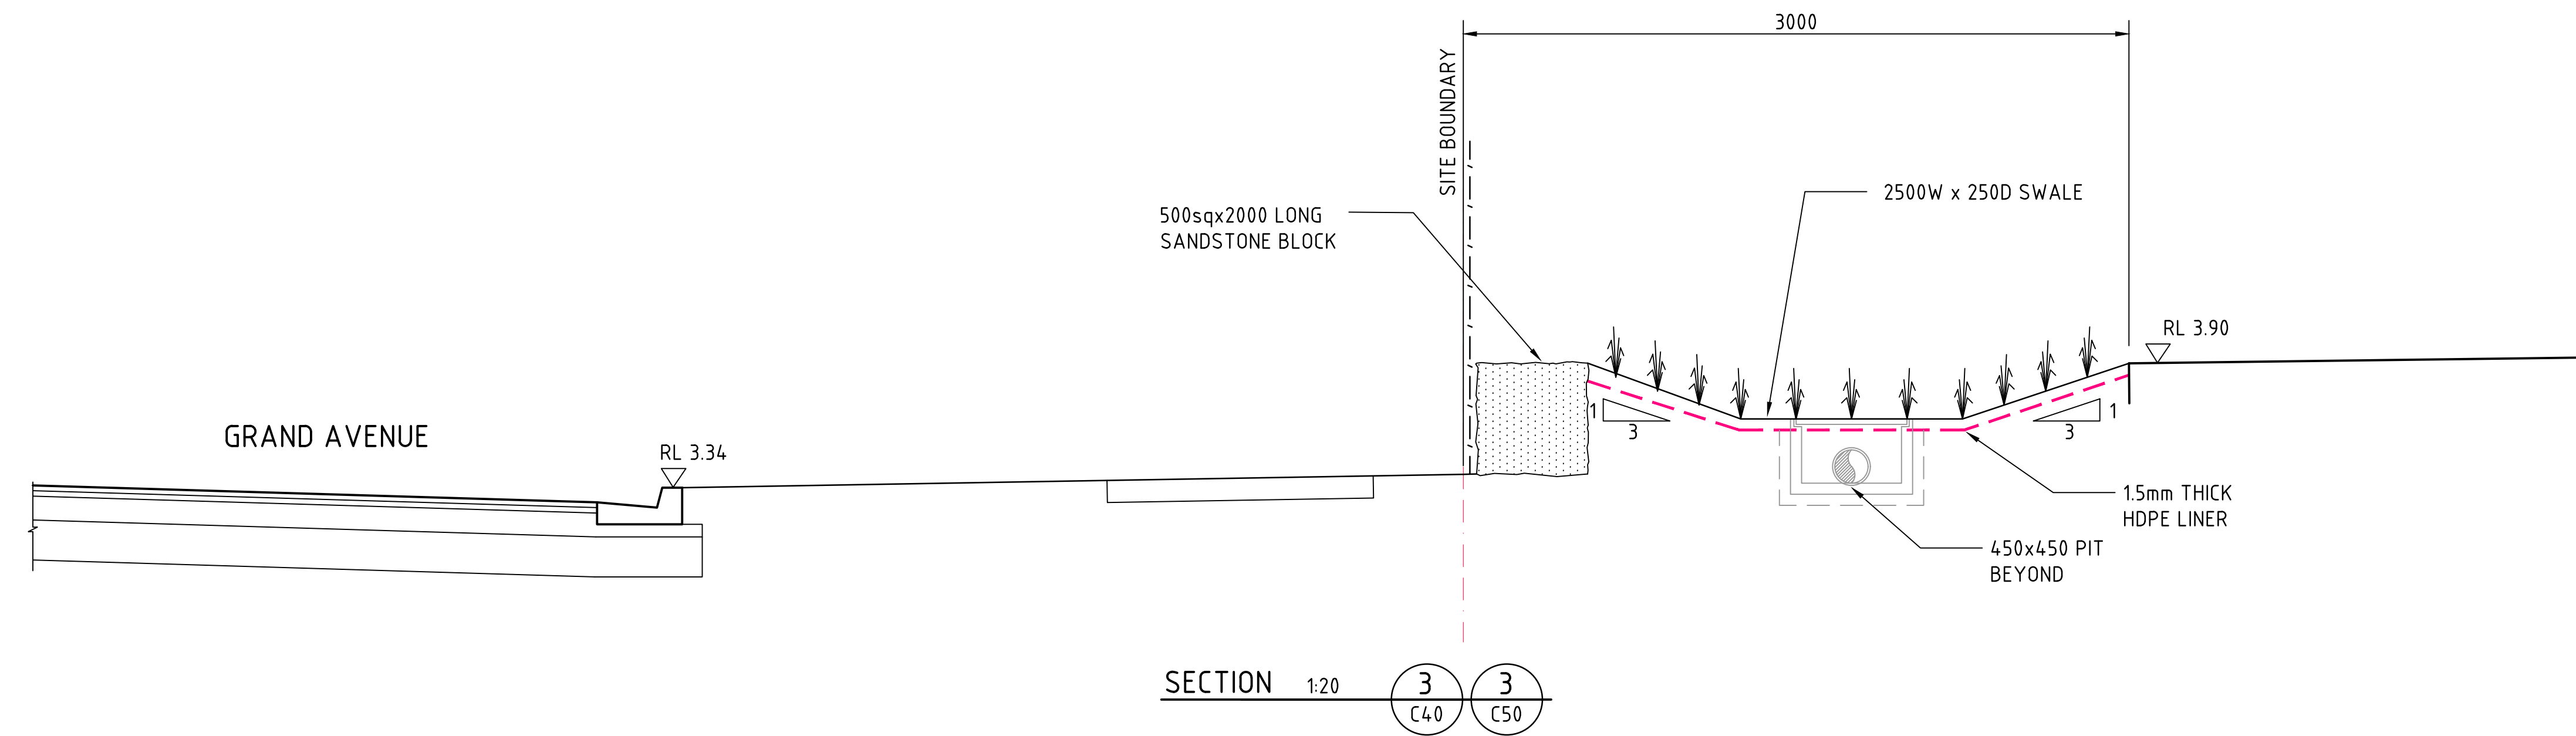 3000
SITE BOUNDARY
500sqx2000 LONG
SANDSTONE BLOCK
2500W x 250D SWALE
RL 3.90
1
3
3
1
GRAND AVENUE
RL 3.34
1.5mm THICK
HDPE LINER
450x450 PIT
BEYOND
SECTION 1:20
3
C40
3
C50